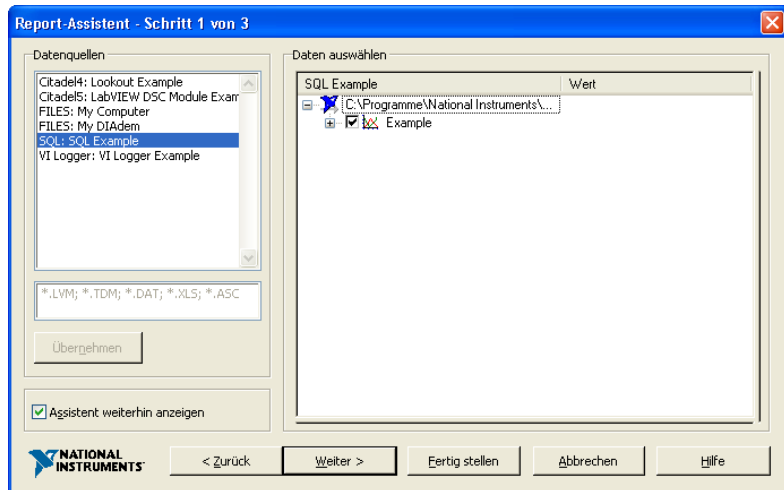 Report-Assistent - Schritt 1 von 3
Datenquellen
Citadel4: Lookout Example
Citadel5: LabVIEW DSC Module Exam
FILES: My Computer
FILES: My DIAdem
SQL: SQL Example
VI Logger: VI Logger Example
*.LVM; *.TDM; *.DAT; *.XLS; *.ASC
Übernehmen
Assistent weiterhin anzeigen
Daten auswählen
SQL Example Wert
C:\Programme\National Instruments\...
Example
NATIONAL
INSTRUMENTS
< Zurück Weiter > Fertig stellen Abbrechen Hilfe